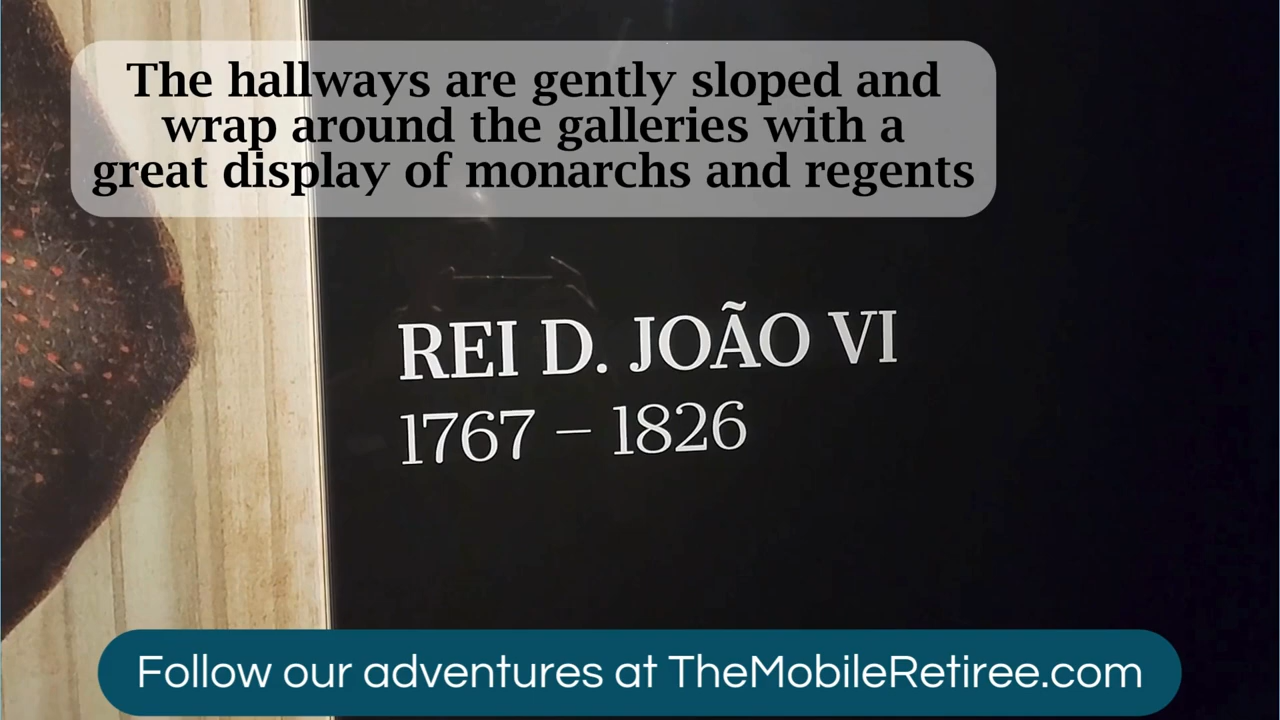 The hallways are gently sloped and
wrap around the galleries with a
great display of monarchs and regents
REI D. JOÃO VI
1767 – 1826
Follow our adventures at TheMobileRetiree.com